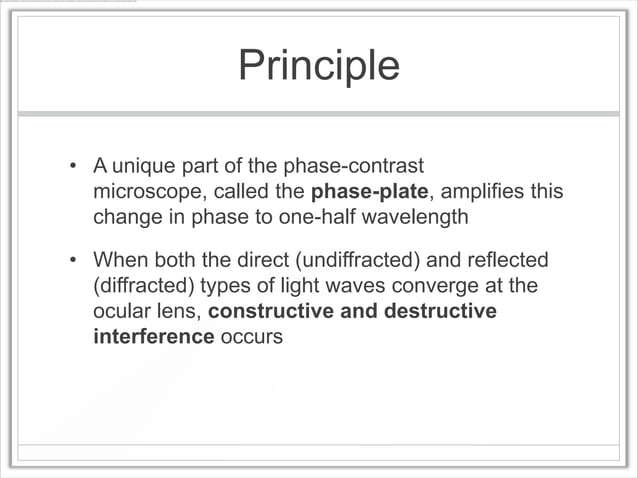 Principle
• A unique part of the phase-contrast
microscope, called the phase-plate, amplifies this
change in phase to one-half wavelength
• When both the direct (undiffracted) and reflected
(diffracted) types of light waves converge at the
ocular lens, constructive and destructive
interference occurs